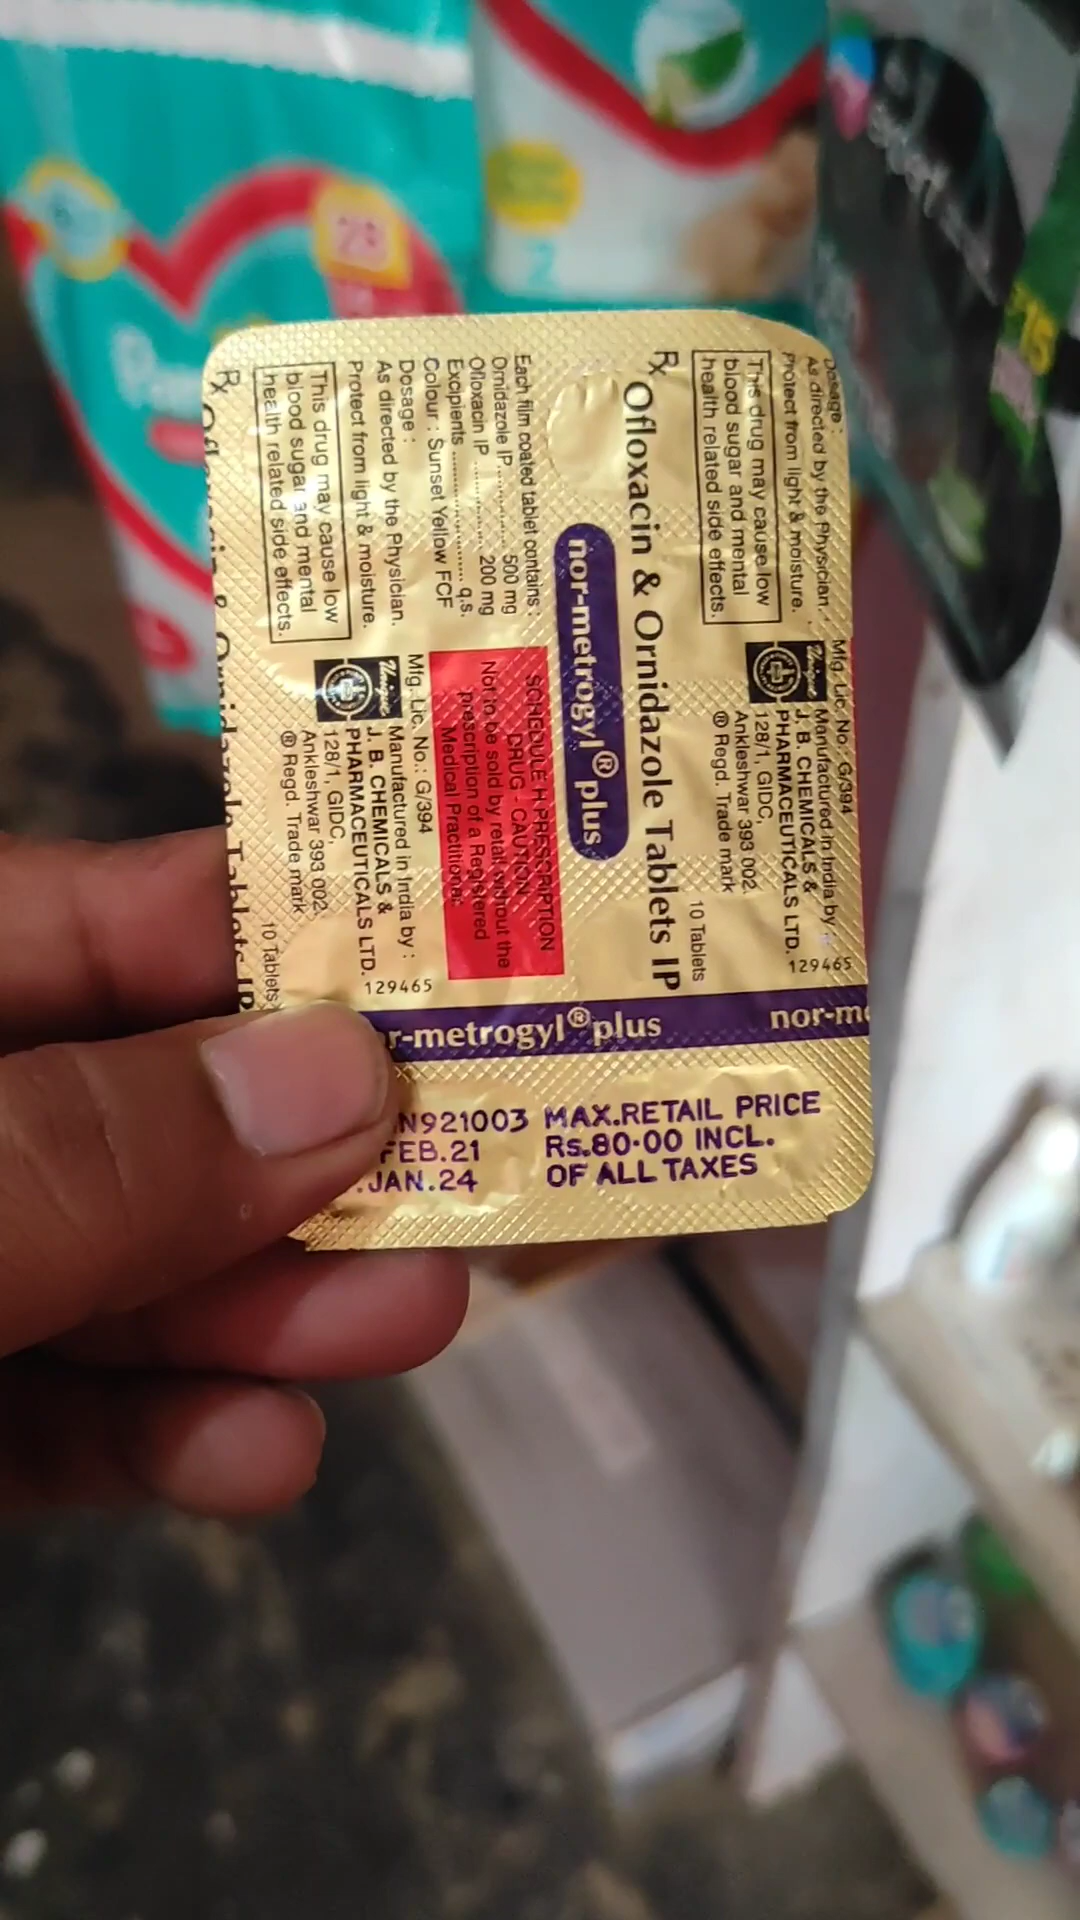 Dosage :
As directed by the Physician.
Protect from light & moisture.
This drug may cause low
blood sugar and mental
health related side effects.
Mfg. Lic. No.: G/394
Manufactured in India by :
J. B. CHEMICALS &
PHARMACEUTICALS LTD.
128/1, GIDC,
Ankleshwar 393 002.
® Regd. Trade mark
Unique
129465
10 Tablets
Rx Ofloxacin & Ornidazole Tablets IP
nor-metrogyl® plus
Each film coated tablet contains :
Ornidazole IP.............. 500 mg
Ofloxacin IP ............... 200 mg
Excipients .................... q.s.
Colour : Sunset Yellow FCF
Dosage :
As directed by the Physician.
Protect from light & moisture.
This drug may cause low
blood sugar and mental
health related side effects.
SCHEDULE H PRESCRIPTION
DRUG - CAUTION
Not to be sold by retail without the
prescription of a Registered
Medical Practitioner.
Mfg. Lic. No.: G/394
Manufactured in India by :
J. B. CHEMICALS &
PHARMACEUTICALS LTD.
128/1, GIDC,
Ankleshwar 393 002.
® Regd. Trade mark
Unique
129465
10 Tablets
Rx Ofloxacin & Ornidazole Tablets IP
r-metrogyl® plus
nor-me
N921003
FEB.21
.JAN.24
MAX.RETAIL PRICE
Rs.80.00 INCL.
OF ALL TAXES